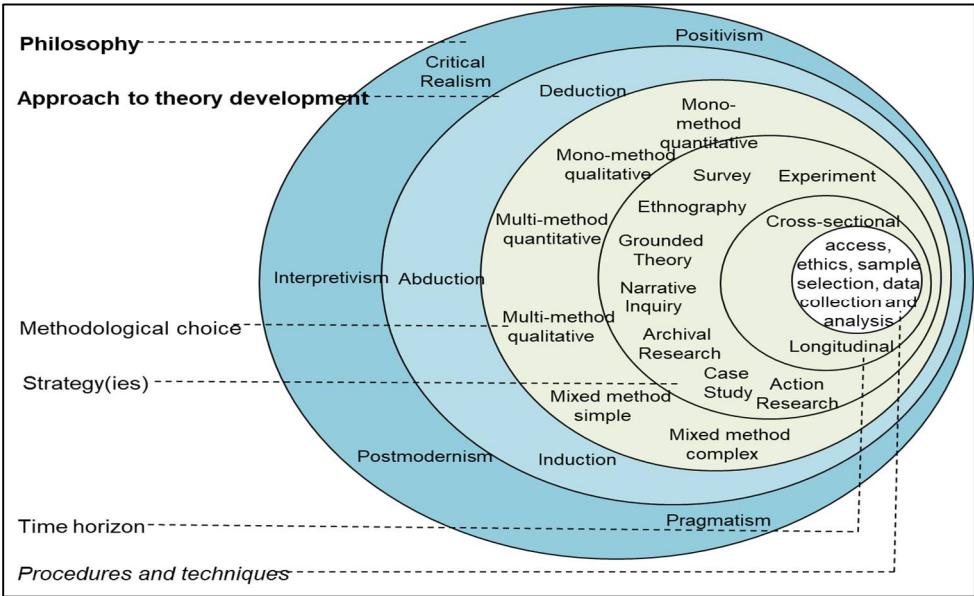 Philosophy
Approach to theory development
Methodological choice
Strategy(ies)
Time horizon
Procedures and techniques
Positivism
Critical
Realism
Interpretivism
Postmodernism
Pragmatism
Deduction
Abduction
Induction
Mono-
method
quantitative
Mono-method
qualitative
Multi-method
quantitative
Multi-method
qualitative
Mixed method
simple
Mixed method
complex
Survey
Experiment
Ethnography
Grounded
Theory
Narrative
Inquiry
Archival
Research
Case
Study
Action
Research
Cross-sectional
Longitudinal
access,
ethics, sample
selection, data
collection and
analysis